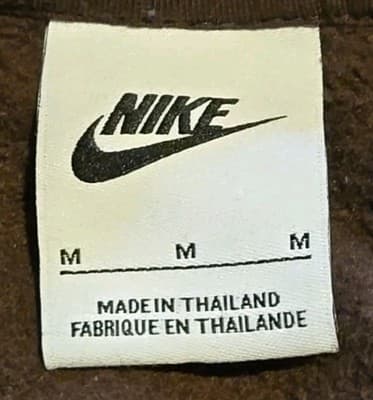 NIKE
M M M
MADE IN THAILAND
FABRIQUE EN THAILANDE